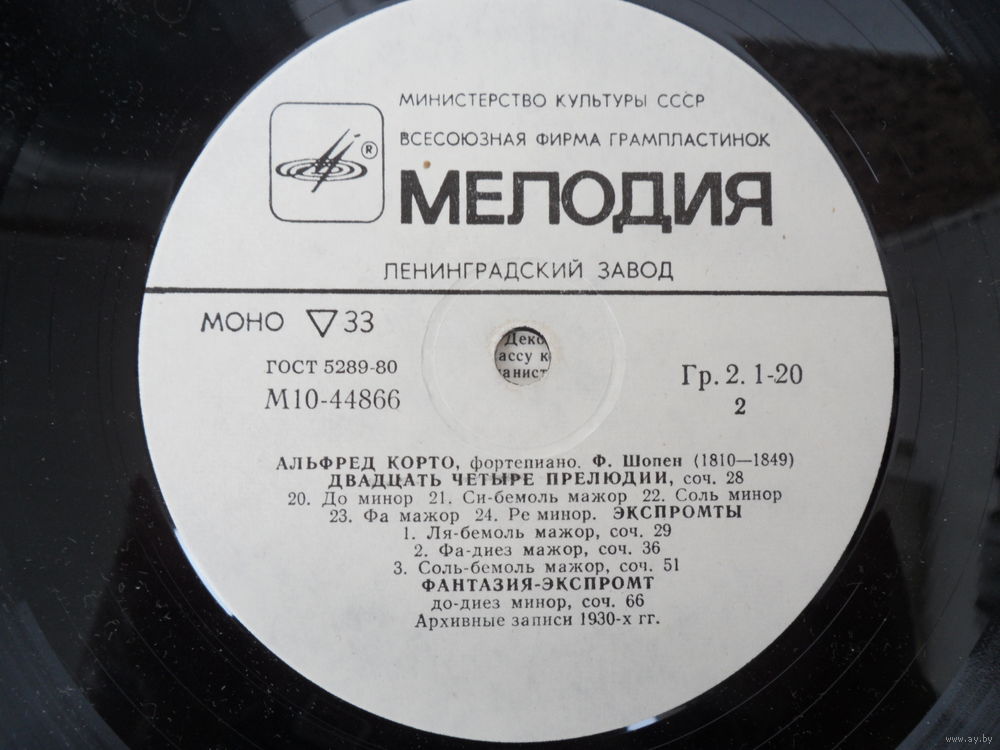 МИНИСТЕРСТВО КУЛЬТУРЫ СССР
ВСЕСОЮЗНАЯ ФИРМА ГРАМПЛАСТИНОК
®
МЕЛОДИЯ
ЛЕНИНГРАДСКИЙ ЗАВОД
МОНО ▽ 33
ГОСТ 5289-80
М10-44866
Гр. 2. 1-20
2
АЛЬФРЕД КОРТО, фортепиано. Ф. Шопен (1810—1849)
ДВАДЦАТЬ ЧЕТЫРЕ ПРЕЛЮДИИ, соч. 28
20. До минор 21. Си-бемоль мажор 22. Соль минор
23. Фа мажор 24. Ре минор. ЭКСПРОМТЫ
1. Ля-бемоль мажор, соч. 29
2. Фа-диез мажор, соч. 36
3. Соль-бемоль мажор, соч. 51
ФАНТАЗИЯ-ЭКСПРОМТ
до-диез минор, соч. 66
Архивные записи 1930-х гг.
www.ay.by